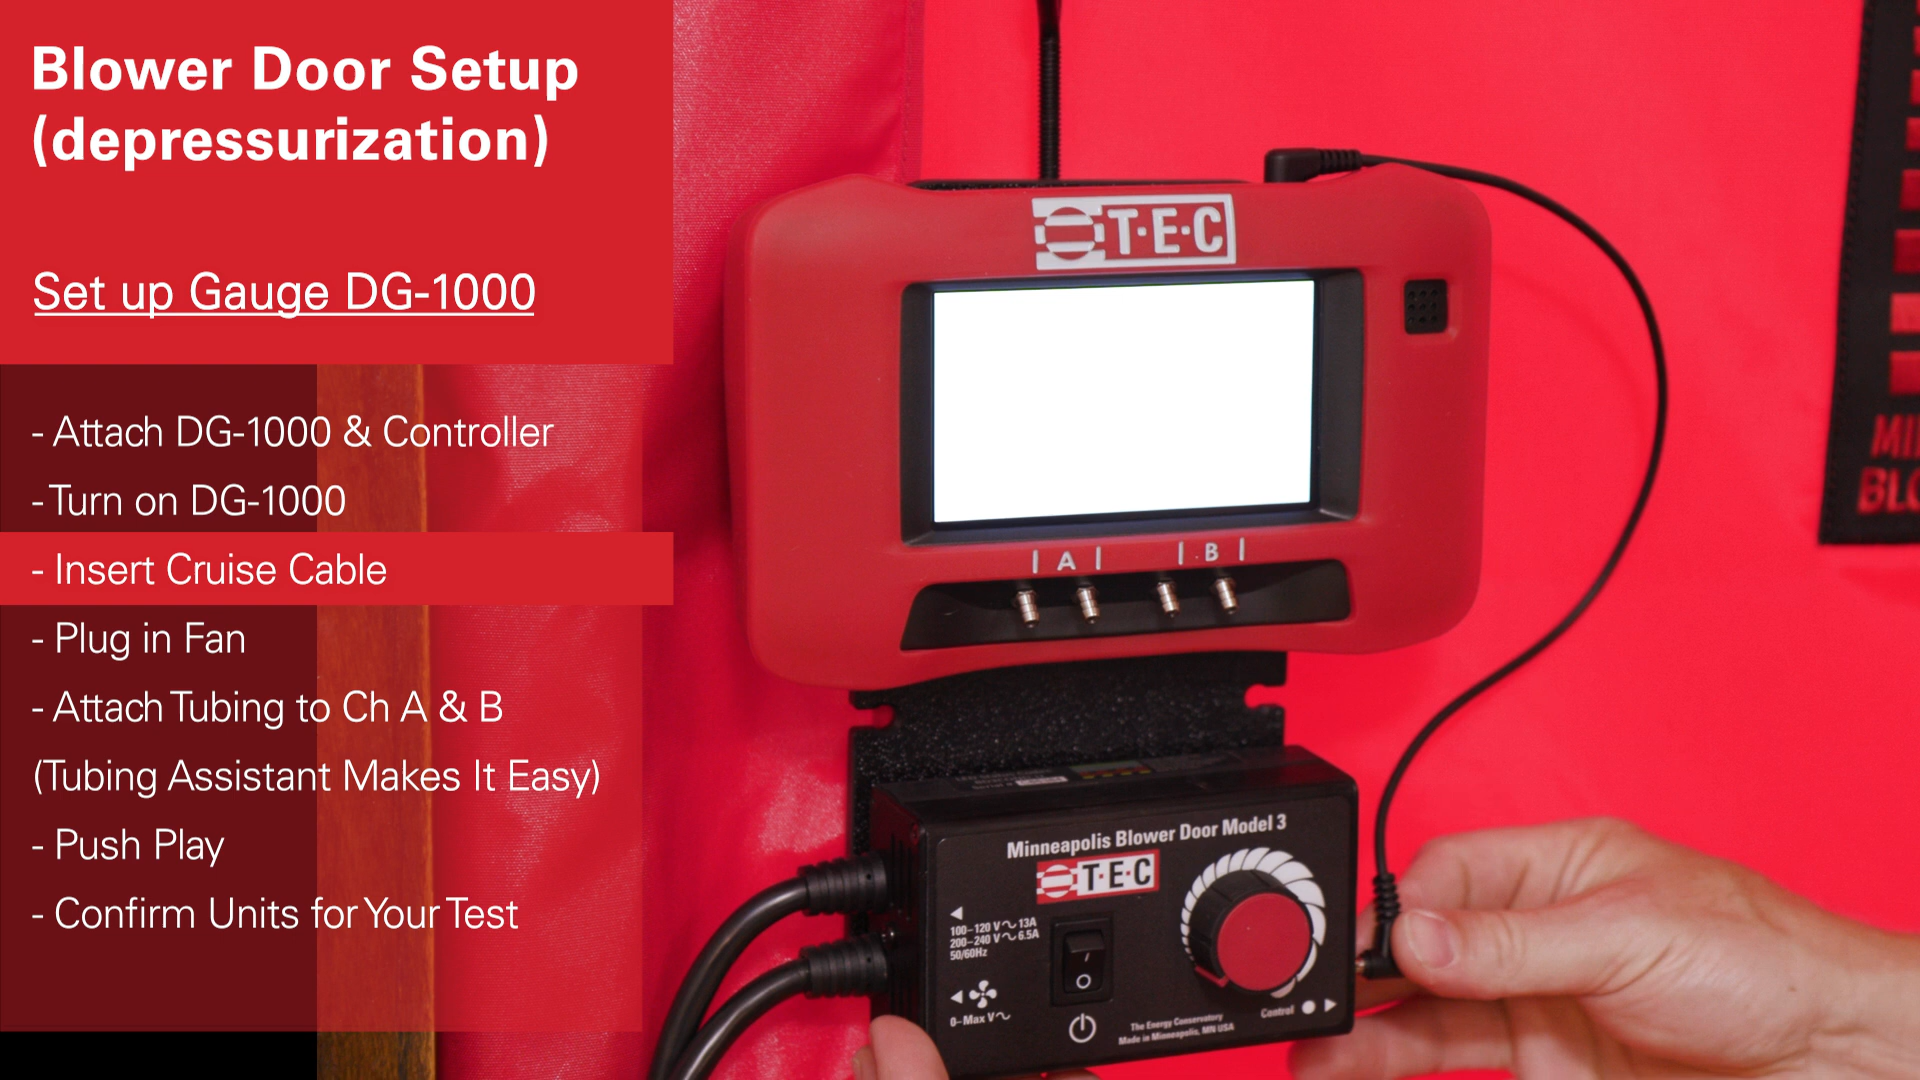 Blower Door Setup
(depressurization)
Set up Gauge DG-1000
- Attach DG-1000 & Controller
- Turn on DG-1000
- Insert Cruise Cable
- Plug in Fan
- Attach Tubing to Ch A & B
(Tubing Assistant Makes It Easy)
- Push Play
- Confirm Units for Your Test
T·E·C
| A | | B |
Minneapolis Blower Door Model 3
T·E·C
100–120 V 13A
200–240 V 6.5A
50/60Hz
0–Max V
Control
The Energy Conservatory
Made in Minneapolis, MN USA